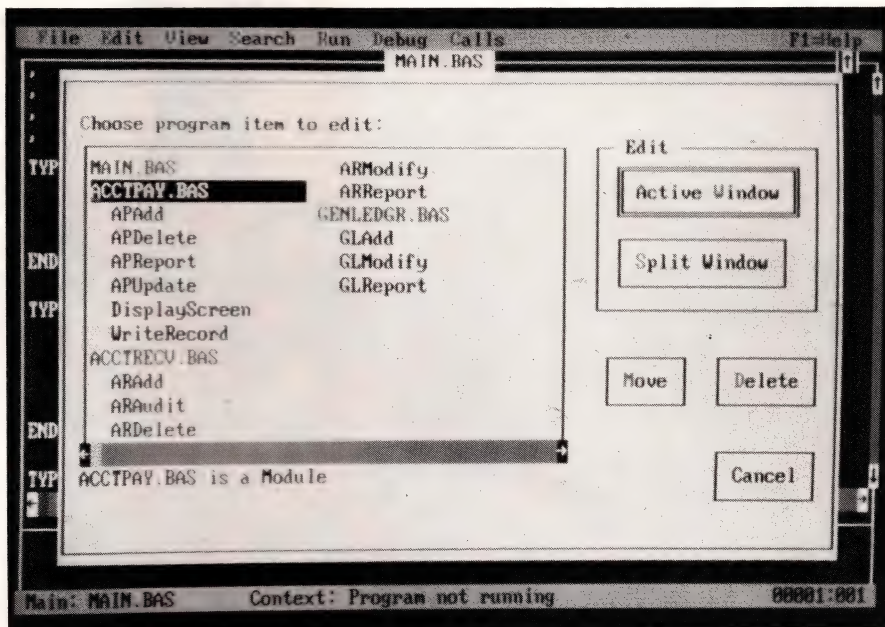 File Edit View Search Run Debug Calls F1=Help
MAIN.BAS
Choose program item to edit:
TYP
END
TYP
END
TYP
MAIN.BAS
ACCTPAY.BAS
APAdd
APDelete
APReport
APUpdate
DisplayScreen
WriteRecord
ACCTRECV.BAS
ARAdd
ARAudit
ARDelete
ARModify
ARReport
GENLEDGR.BAS
GLAdd
GLModify
GLReport
ACCTPAY.BAS is a Module
Edit
Active Window
Split Window
Move Delete
Cancel
Main: MAIN.BAS Context: Program not running 00001:001